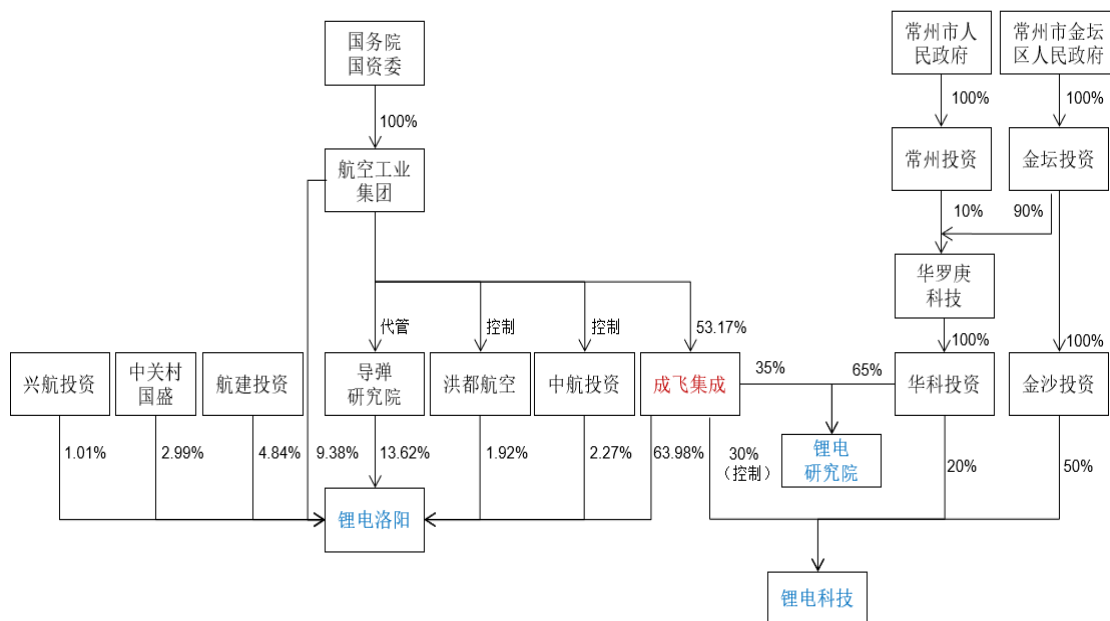 国务院
国资委
常州市人
民政府
常州市金坛
区人民政府
100%
100%
100%
航空工业
集团
常州投资
金坛投资
10%
90%
华罗庚
科技
代管
控制
控制
53.17%
100%
100%
兴航投资
中关村
国盛
航建投资
导弹
研究院
洪都航空
中航投资
成飞集成
35%
65%
华科投资
金沙投资
1.01%
2.99%
4.84%
9.38%
13.62%
1.92%
2.27%
63.98%
30%
（控制）
锂电
研究院
20%
50%
锂电洛阳
锂电科技